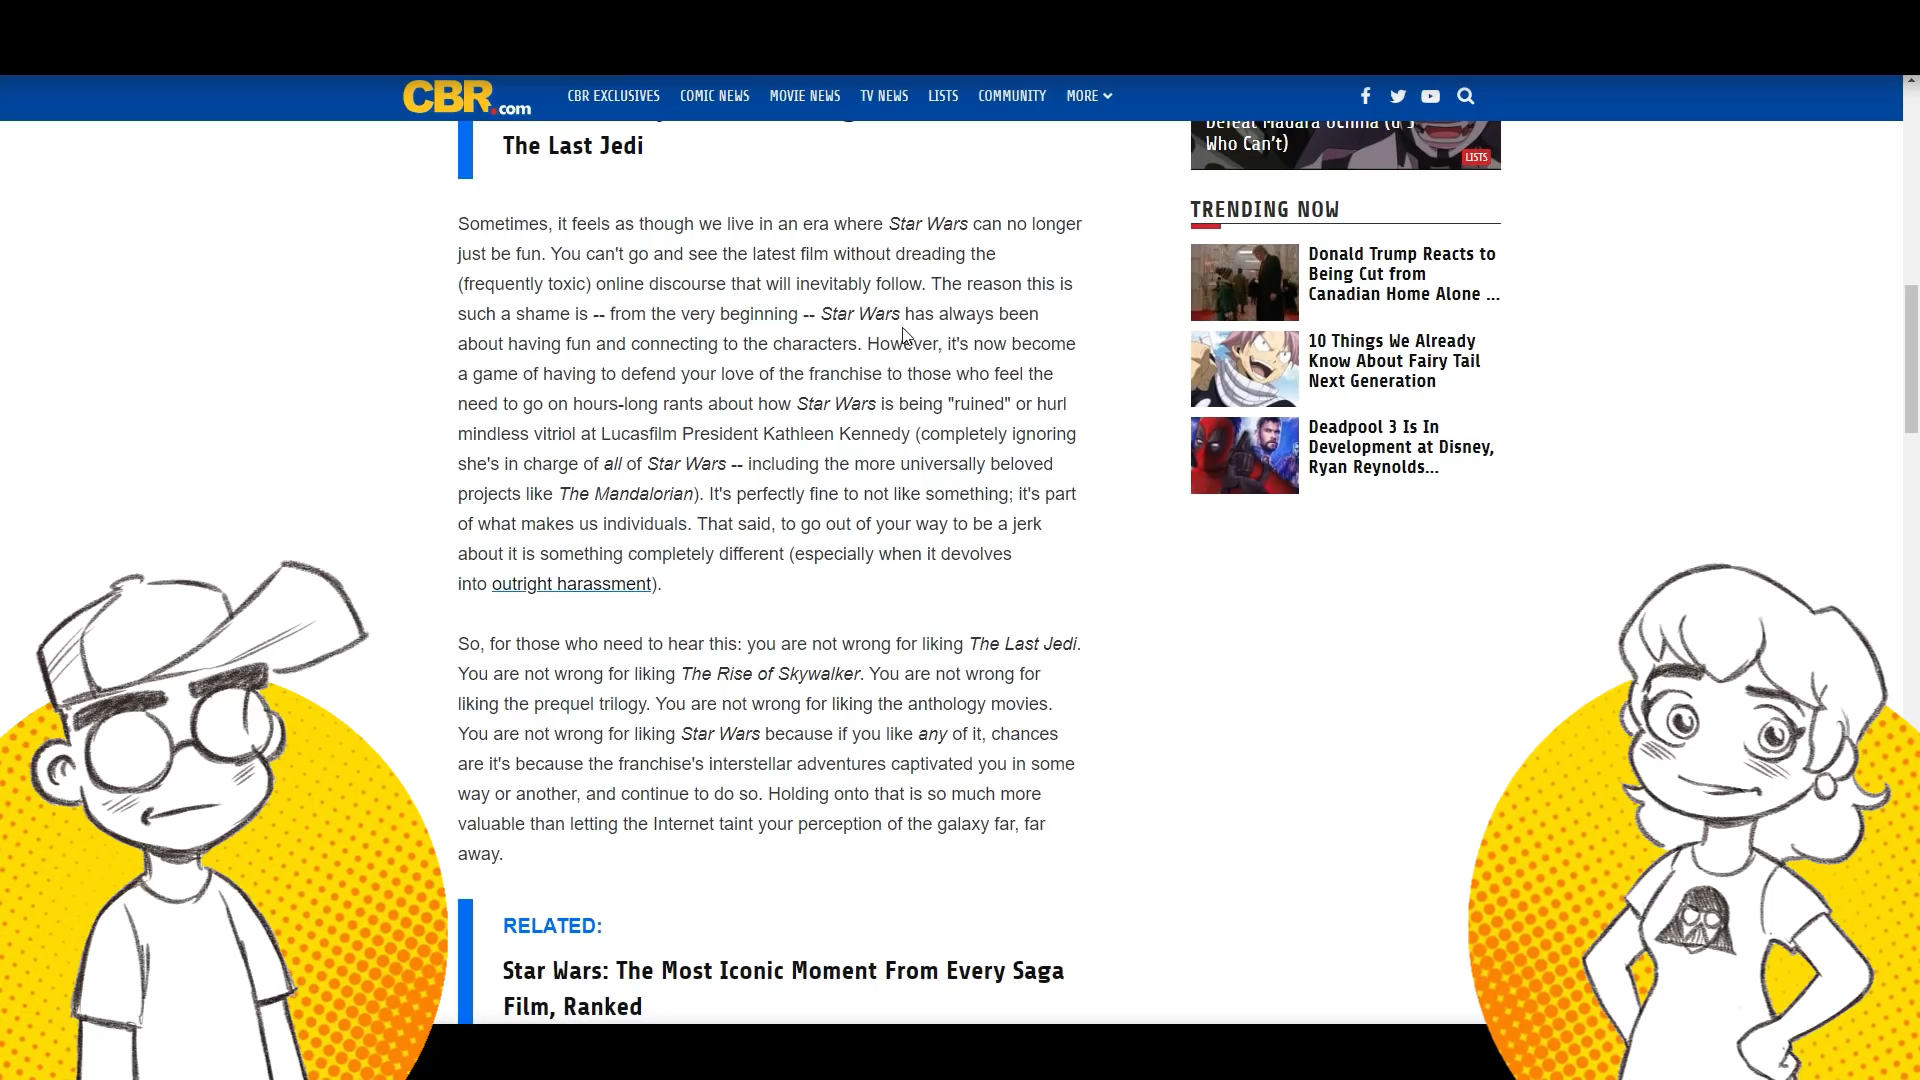 CBR.com
CBR EXCLUSIVES
COMIC NEWS
MOVIE NEWS
TV NEWS
LISTS
COMMUNITY
MORE
The Last Jedi
Sometimes, it feels as though we live in an era where Star Wars can no longer
just be fun. You can't go and see the latest film without dreading the
(frequently toxic) online discourse that will inevitably follow. The reason this is
such a shame is -- from the very beginning -- Star Wars has always been
about having fun and connecting to the characters. However, it's now become
a game of having to defend your love of the franchise to those who feel the
need to go on hours-long rants about how Star Wars is being "ruined" or hurl
mindless vitriol at Lucasfilm President Kathleen Kennedy (completely ignoring
she's in charge of all of Star Wars -- including the more universally beloved
projects like The Mandalorian). It's perfectly fine to not like something; it's part
of what makes us individuals. That said, to go out of your way to be a jerk
about it is something completely different (especially when it devolves
into outright harassment).
So, for those who need to hear this: you are not wrong for liking The Last Jedi.
You are not wrong for liking The Rise of Skywalker. You are not wrong for
liking the prequel trilogy. You are not wrong for liking the anthology movies.
You are not wrong for liking Star Wars because if you like any of it, chances
are it's because the franchise's interstellar adventures captivated you in some
way or another, and continue to do so. Holding onto that is so much more
valuable than letting the Internet taint your perception of the galaxy far, far
away.
RELATED:
Star Wars: The Most Iconic Moment From Every Saga
Film, Ranked
Defeat Madara Uchiha (&
Who Can't)
LISTS
TRENDING NOW
Donald Trump Reacts to
Being Cut from
Canadian Home Alone ...
10 Things We Already
Know About Fairy Tail
Next Generation
Deadpool 3 Is In
Development at Disney,
Ryan Reynolds...